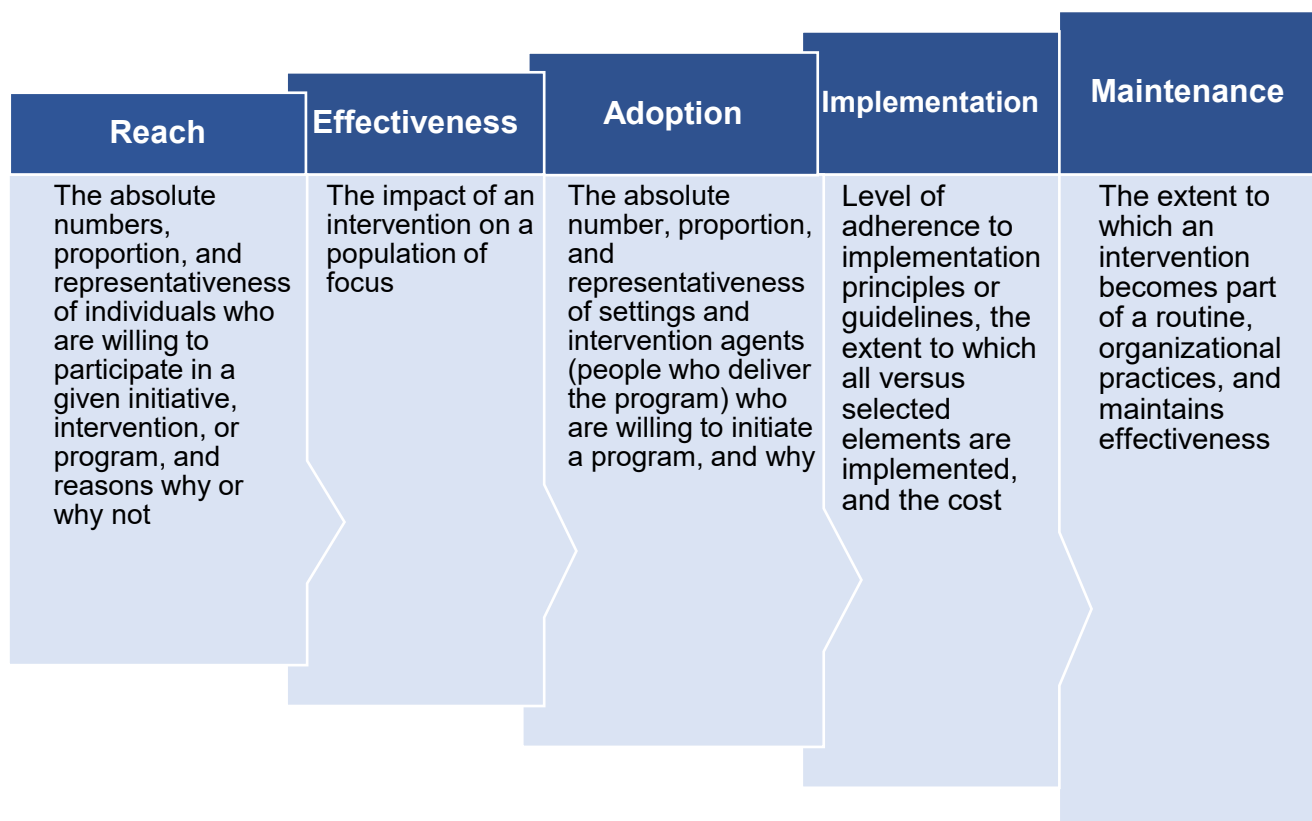 Reach
The absolute
numbers,
proportion, and
representativeness
of individuals who
are willing to
participate in a
given initiative,
intervention, or
program, and
reasons why or
why not
Effectiveness
The impact of an
intervention on a
population of
focus
Adoption
The absolute
number, proportion,
and
representativeness
of settings and
intervention agents
(people who deliver
the program) who
are willing to initiate
a program, and why
Implementation
Level of
adherence to
implementation
principles or
guidelines, the
extent to which
all versus
selected
elements are
implemented,
and the cost
Maintenance
The extent to
which an
intervention
becomes part
of a routine,
organizational
practices, and
maintains
effectiveness